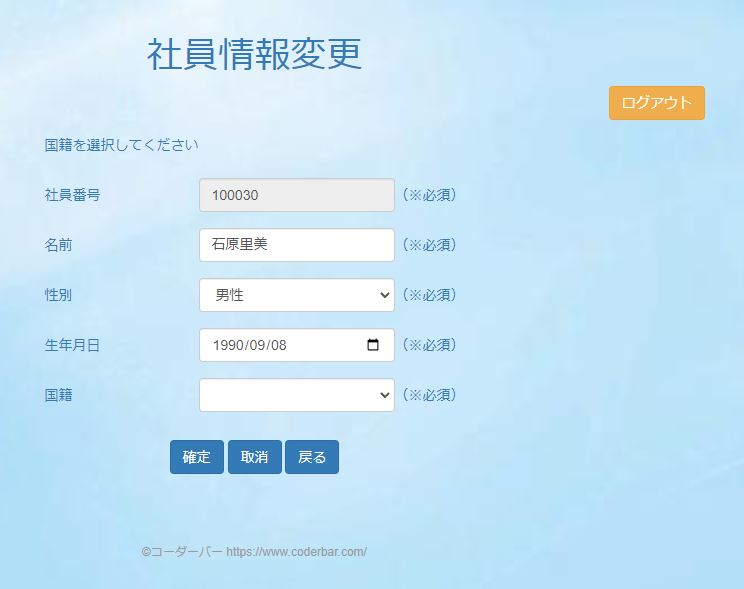 社員情報変更
ログアウト
国籍を選択してください
社員番号 100030 (※必須)
名前 石原里美 (※必須)
性別 男性 (※必須)
生年月日 1990/09/08 (※必須)
国籍 (※必須)
確定 取消 戻る
©コーダーバー https://www.coderbar.com/